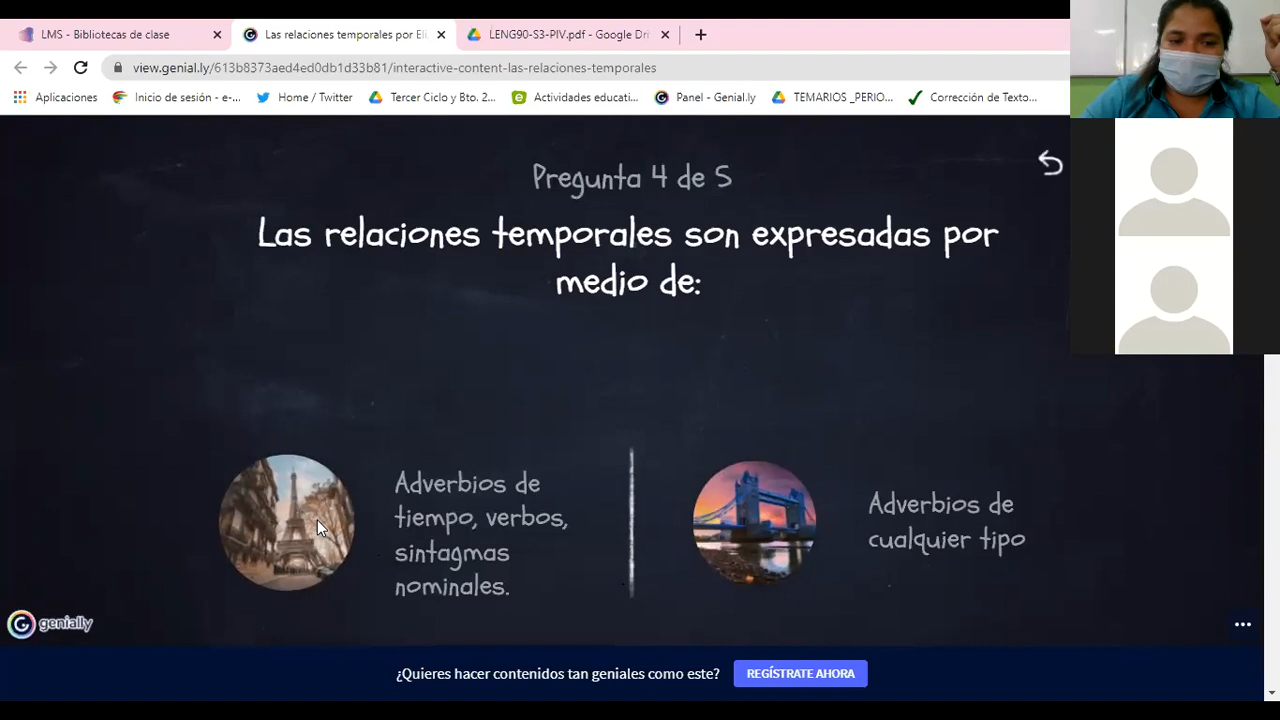 LMS - Bibliotecas de clase
Las relaciones temporales por Eli
LENG90-S3-PIV.pdf - Google Dri
view.genial.ly/613b8373aed4ed0db1d33b81/interactive-content-las-relaciones-temporales
Aplicaciones
Inicio de sesión - e-...
Home / Twitter
Tercer Ciclo y Bto. 2...
Actividades educati...
Panel - Genial.ly
TEMARIOS _PERIO...
Corrección de Texto...
Pregunta 4 de 5
Las relaciones temporales son expresadas por
medio de:
Adverbios de
tiempo, verbos,
sintagmas
nominales.
Adverbios de
cualquier tipo
genially
¿Quieres hacer contenidos tan geniales como este?
REGÍSTRATE AHORA